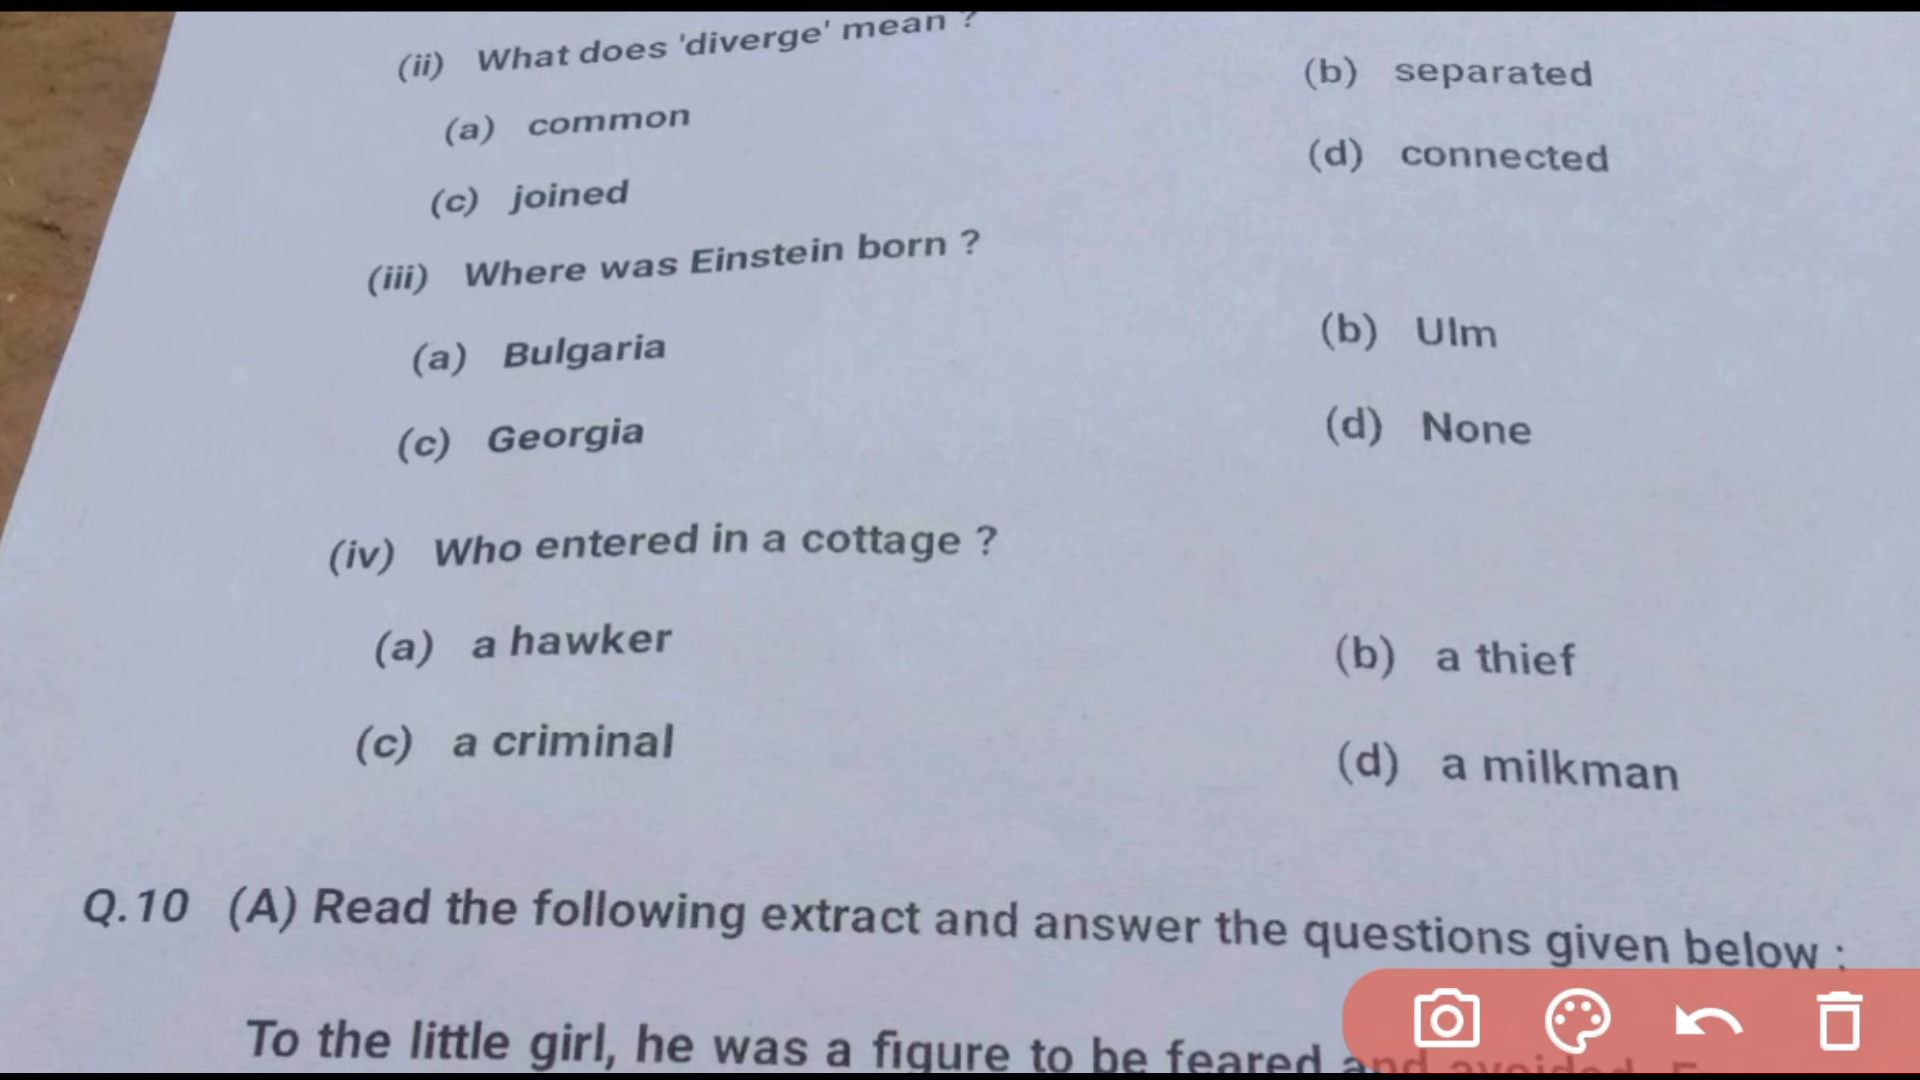 (ii) What does 'diverge' mean ?
(a) common (b) separated
(c) joined (d) connected
(iii) Where was Einstein born ?
(a) Bulgaria (b) Ulm
(c) Georgia (d) None
(iv) Who entered in a cottage ?
(a) a hawker (b) a thief
(c) a criminal (d) a milkman
Q.10 (A) Read the following extract and answer the questions given below :
To the little girl, he was a figure to be feared and avoided.